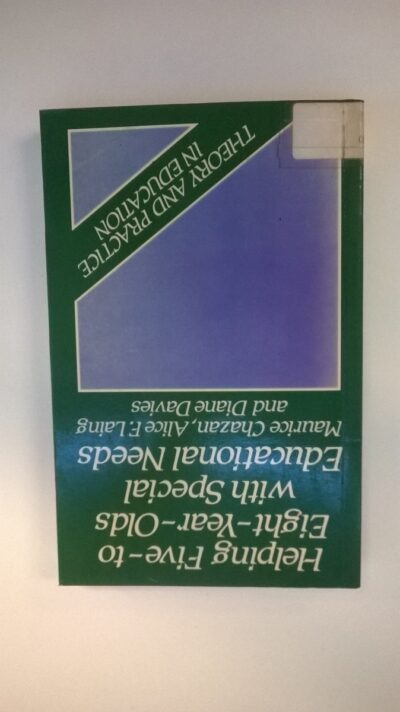 Helping Five-to
Eight-Year-Olds
with Special
Educational Needs
Maurice Chazan, Alice F. Laing
and Diane Davies
THEORY AND PRACTICE
IN EDUCATION